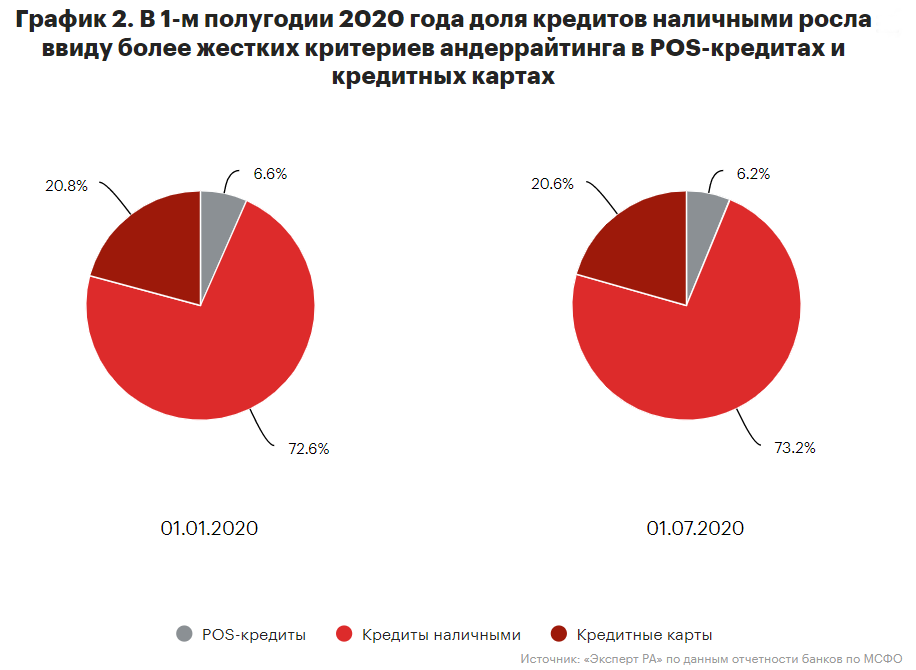 График 2. В 1-м полугодии 2020 года доля кредитов наличными росла
ввиду более жестких критериев андеррайтинга в POS-кредитах и
кредитных картах
20.8%
6.6%
72.6%
01.01.2020
20.6%
6.2%
73.2%
01.07.2020
POS-кредиты
Кредиты наличными
Кредитные карты
Источник: «Эксперт РА» по данным отчетности банков по МСФО